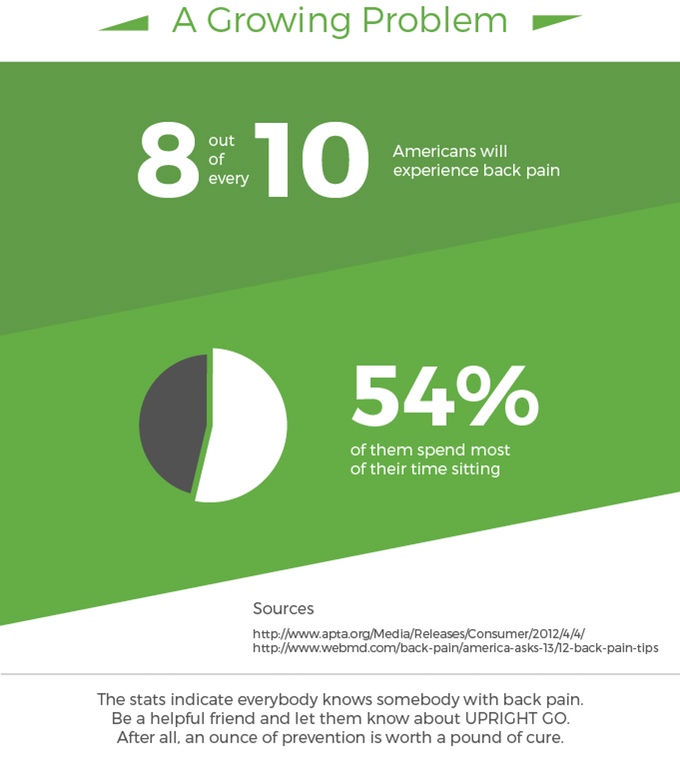 A Growing Problem
8 out of every 10
Americans will
experience back pain
54%
of them spend most
of their time sitting
Sources
http://www.apta.org/Media/Releases/Consumer/2012/4/4/
http://www.webmd.com/back-pain/america-asks-13/12-back-pain-tips
The stats indicate everybody knows somebody with back pain.
Be a helpful friend and let them know about UPRIGHT GO.
After all, an ounce of prevention is worth a pound of cure.